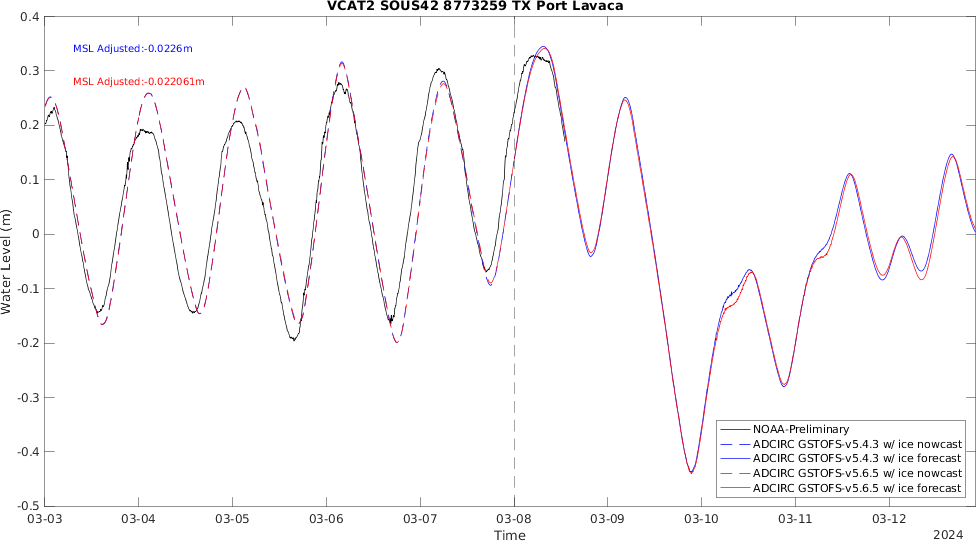 VCAT2 SOUS42 8773259 TX Port Lavaca
MSL Adjusted:-0.0226m
MSL Adjusted:-0.022061m
Water Level (m)
0.4
0.3
0.2
0.1
0
-0.1
-0.2
-0.3
-0.4
-0.5
NOAA-Preliminary
ADCIRC GSTOFS-v5.4.3 w/ ice nowcast
ADCIRC GSTOFS-v5.4.3 w/ ice forecast
ADCIRC GSTOFS-v5.6.5 w/ ice nowcast
ADCIRC GSTOFS-v5.6.5 w/ ice forecast
03-03 03-04 03-05 03-06 03-07 03-08 03-09 03-10 03-11 03-12
Time
2024